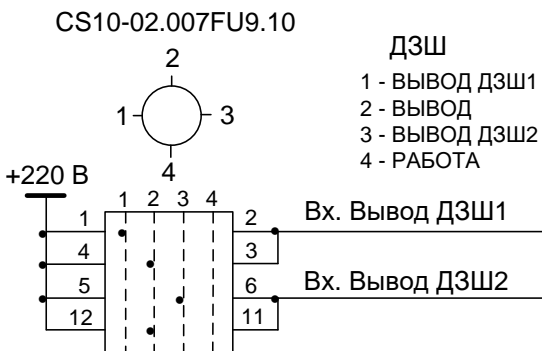 CS10-02.007FU9.10
2
1
3
4
ДЗШ
1 - ВЫВОД ДЗШ1
2 - ВЫВОД
3 - ВЫВОД ДЗШ2
4 - РАБОТА
+220 В
1 2 3 4
1 2 Вх. Вывод ДЗШ1
4 3
5 6 Вх. Вывод ДЗШ2
12 11